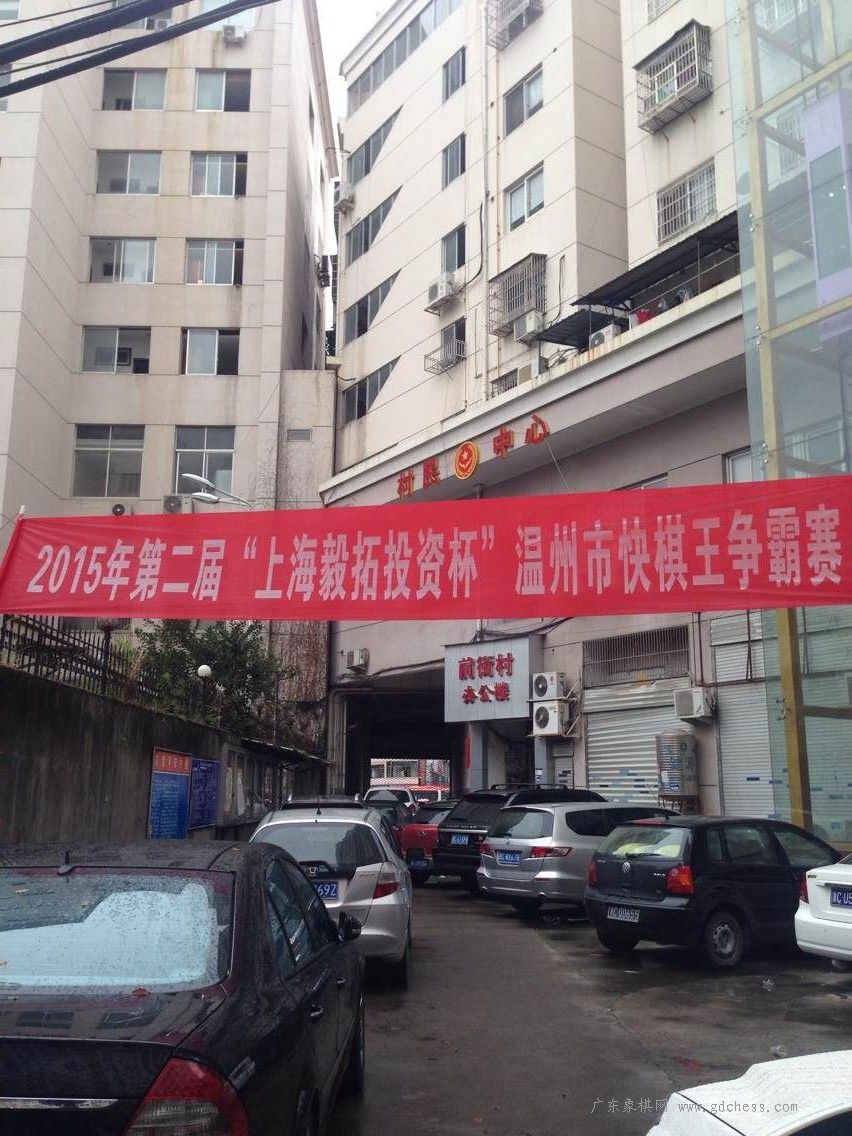 村民中心
2015年第二届“上海毅拓投资杯”温州市快棋王争霸赛
前街村
办公楼
广东象棋网 www.gdchess.com